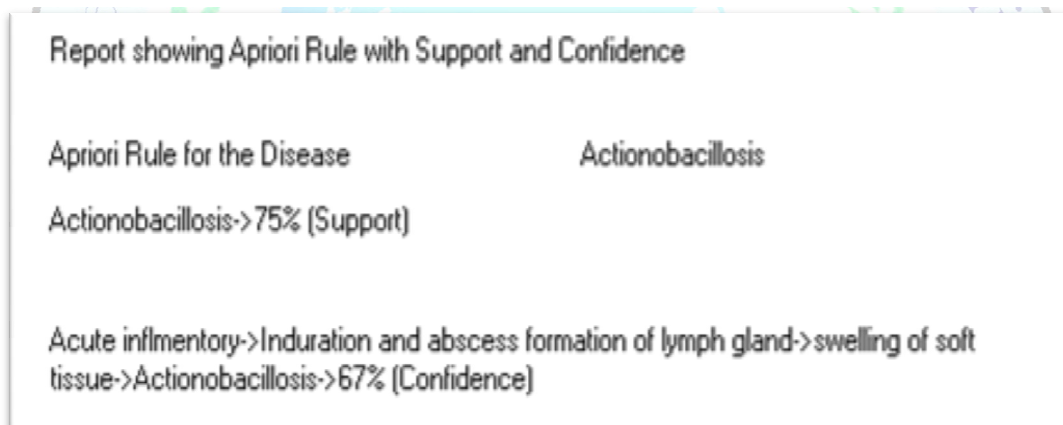 Report showing Apriori Rule with Support and Confidence
Apriori Rule for the Disease Actionobacillosis
Actionobacillosis->75% (Support)
Acute inflmentory->Induration and abscess formation of lymph gland->swelling of soft
tissue->Actionobacillosis->67% (Confidence)